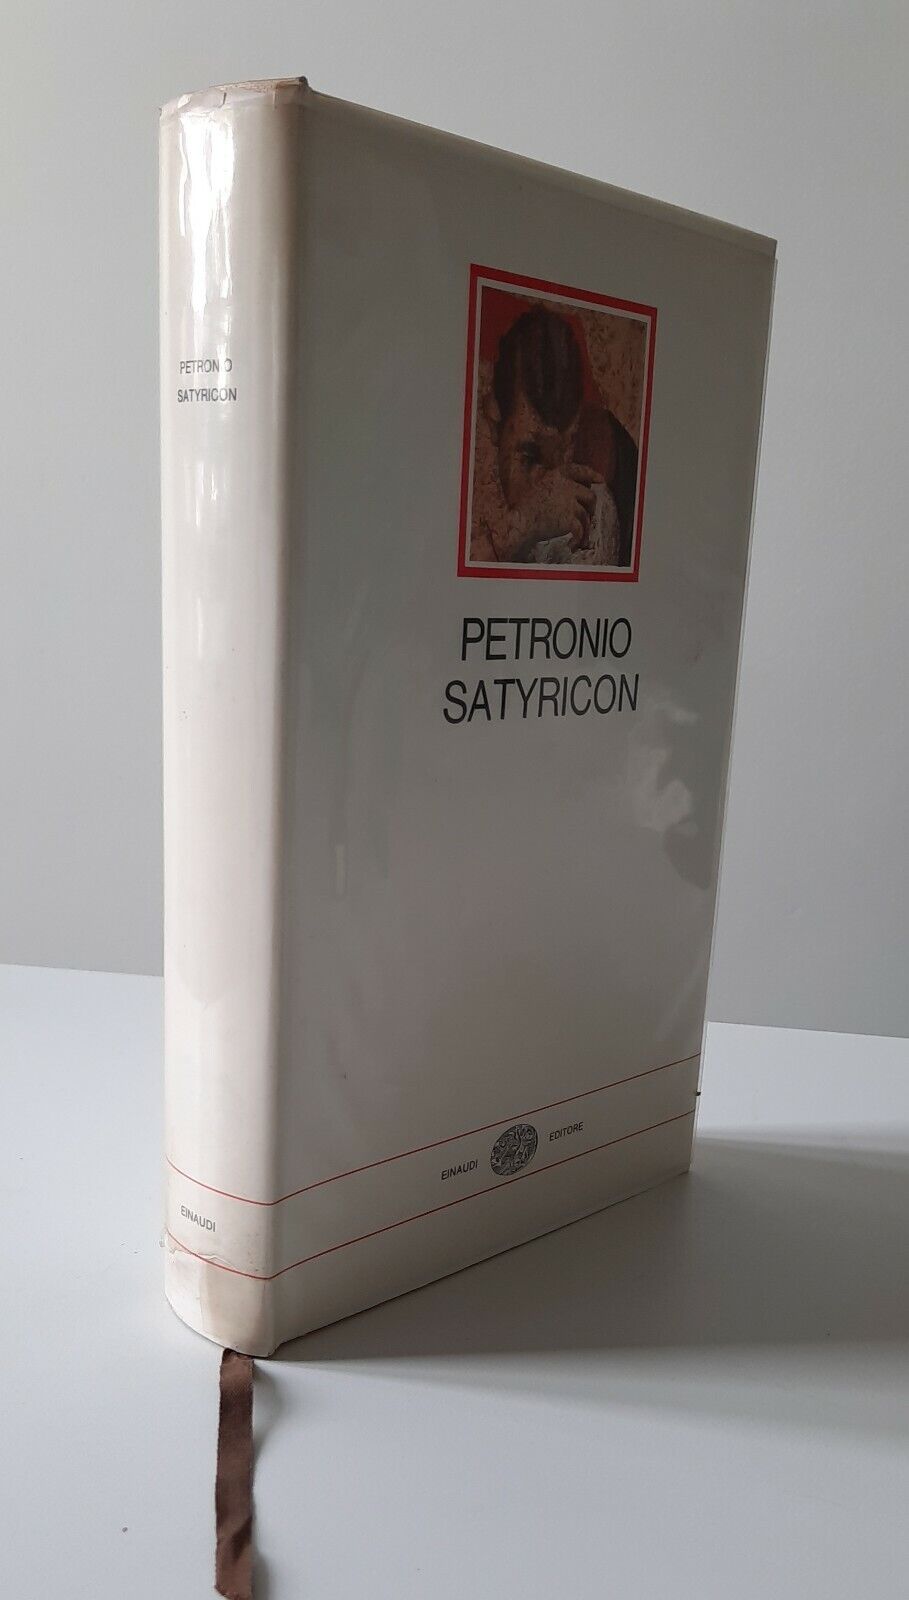 PETRONIO
SATYRICON
EINAUDI
PETRONIO
SATYRICON
EINAUDI EDITORE